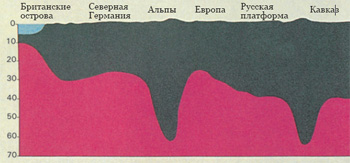 Британские
острова
Северная
Германия
Альпы
Европа
Русская
платформа
Кавказ
0
10
20
30
40
50
60
70